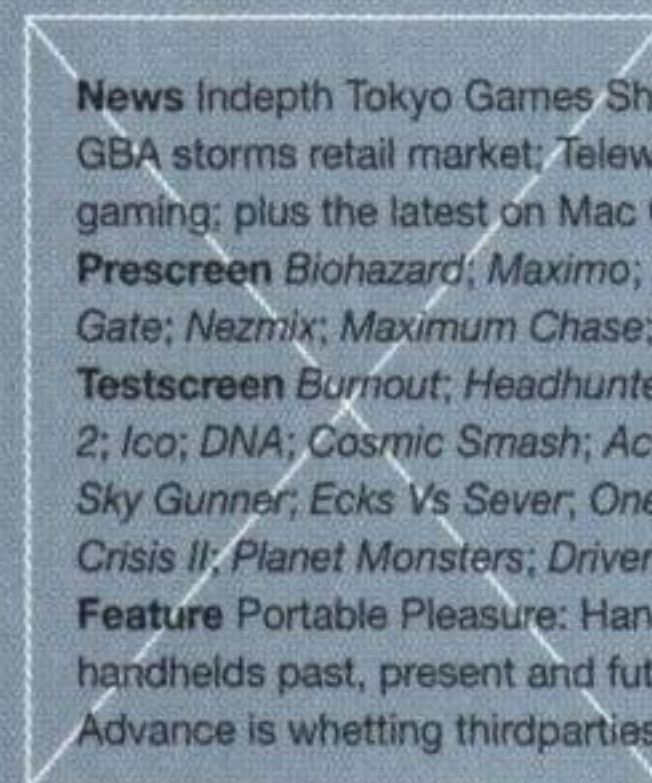 News Indepth Tokyo Games Sh
GBA storms retail market; Telew
gaming; plus the latest on Mac
Prescreen Biohazard; Maximo;
Gate; Nezmix; Maximum Chase;
Testscreen Burnout; Headhunte
2; Ico; DNA; Cosmic Smash; Ac
Sky Gunner; Ecks Vs Sever; One
Crisis II; Planet Monsters; Driver
Feature Portable Pleasure: Han
handhelds past, present and fut
Advance is whetting thirdparties